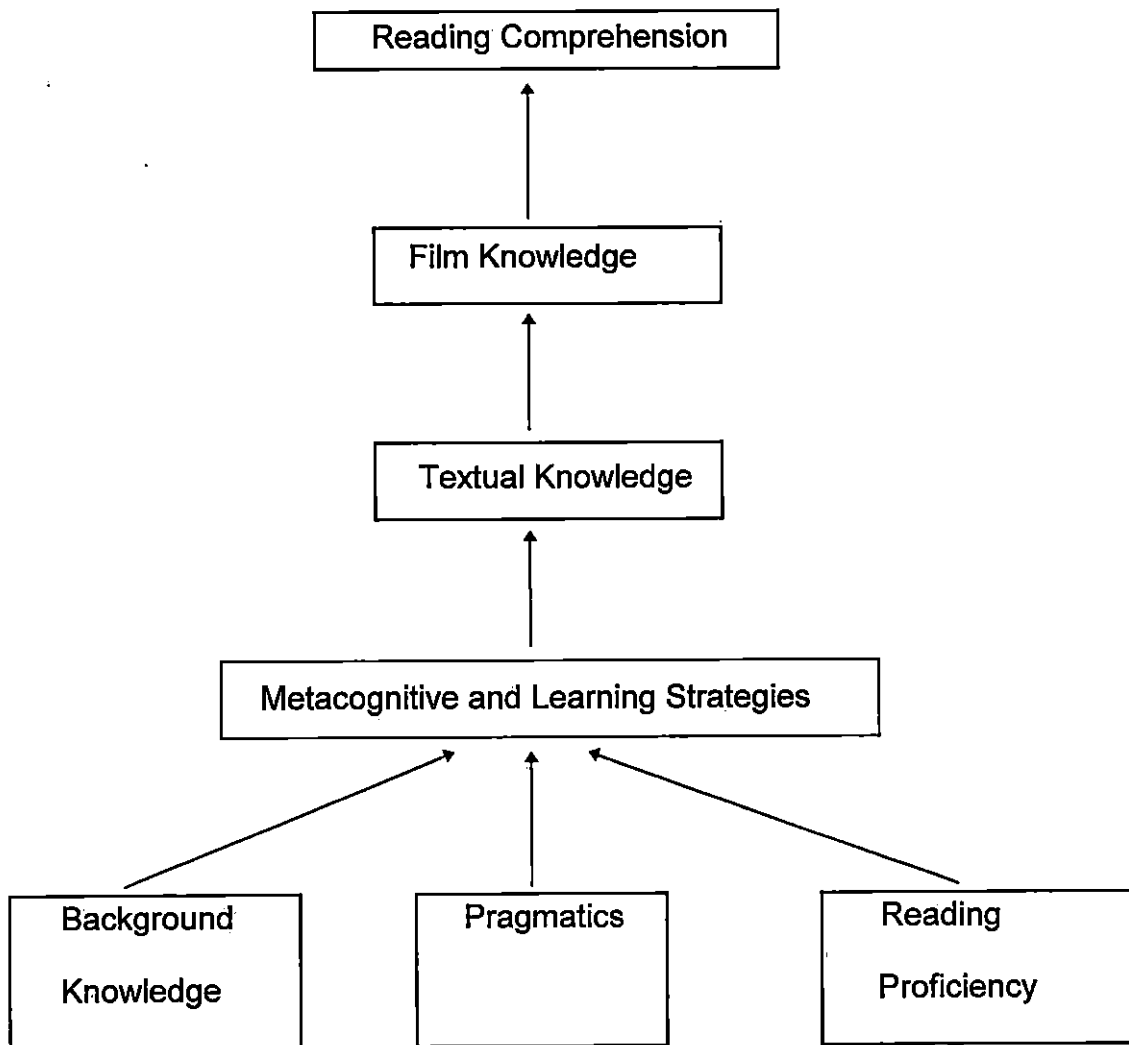 Reading Comprehension
Film Knowledge
Textual Knowledge
Metacognitive and Learning Strategies
Background
Knowledge
Pragmatics
Reading
Proficiency